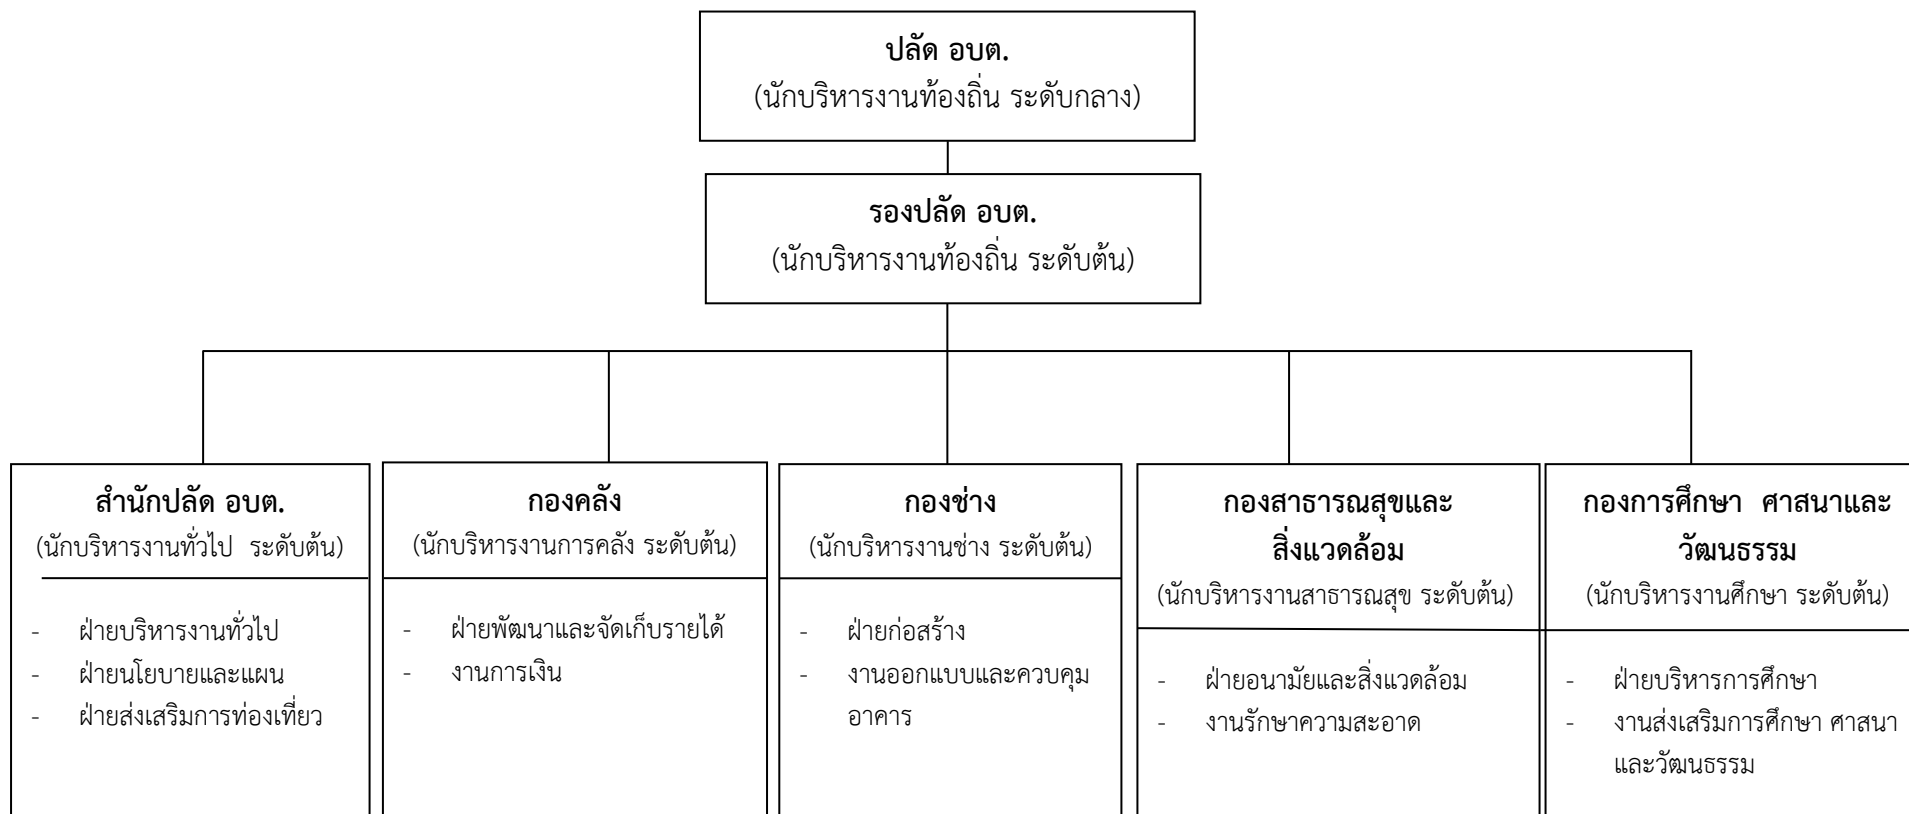 ปลัด อบต.
(นักบริหารงานท้องถิ่น ระดับกลาง)
รองปลัด อบต.
(นักบริหารงานท้องถิ่น ระดับต้น)
สำนักปลัด อบต.
(นักบริหารงานทั่วไป ระดับต้น)
- ฝ่ายบริหารงานทั่วไป
- ฝ่ายนโยบายและแผน
- ฝ่ายส่งเสริมการท่องเที่ยว
กองคลัง
(นักบริหารงานการคลัง ระดับต้น)
- ฝ่ายพัฒนาและจัดเก็บรายได้
- งานการเงิน
กองช่าง
(นักบริหารงานช่าง ระดับต้น)
- ฝ่ายก่อสร้าง
- งานออกแบบและควบคุม
อาคาร
กองสาธารณสุขและ
สิ่งแวดล้อม
(นักบริหารงานสาธารณสุข ระดับต้น)
- ฝ่ายอนามัยและสิ่งแวดล้อม
- งานรักษาความสะอาด
กองการศึกษา ศาสนาและ
วัฒนธรรม
(นักบริหารงานศึกษา ระดับต้น)
- ฝ่ายบริหารการศึกษา
- งานส่งเสริมการศึกษา ศาสนา
และวัฒนธรรม